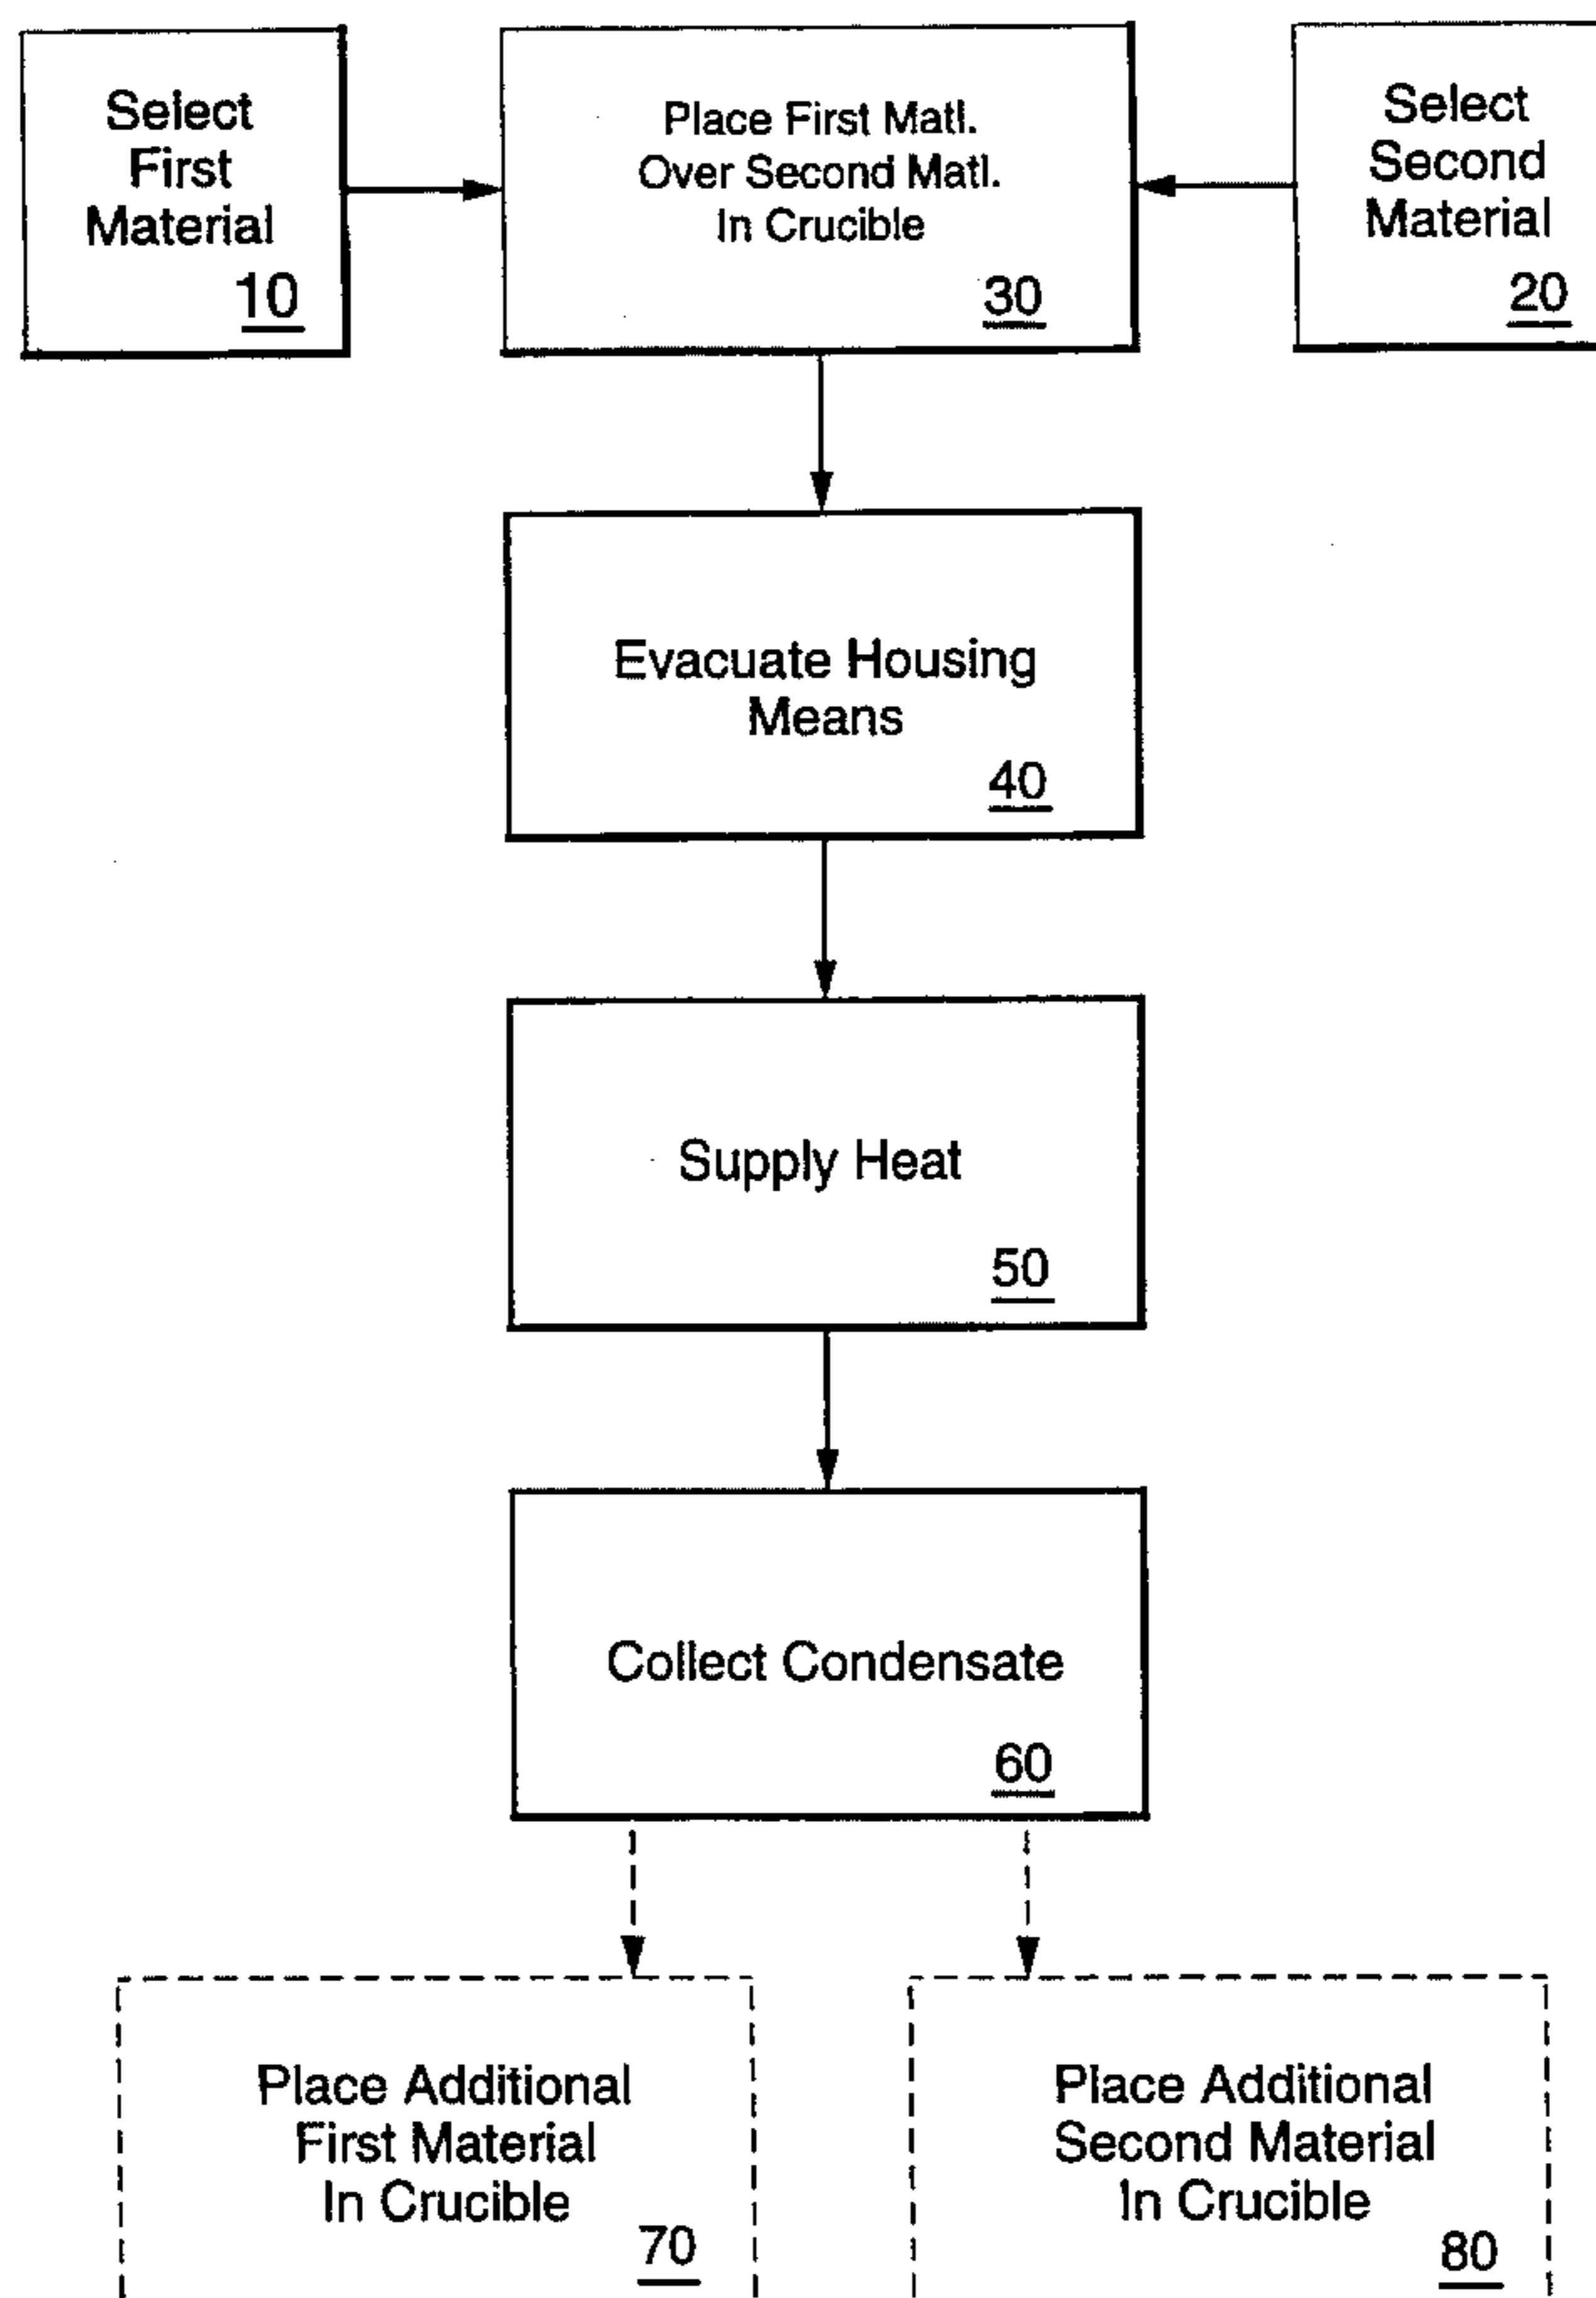 Select
First
Material
10
Place First Matl.
Over Second Matl.
In Crucible
30
Select
Second
Material
20
Evacuate Housing
Means
40
Supply Heat
50
Collect Condensate
60
Place Additional
First Material
In Crucible
70
Place Additional
Second Material
In Crucible
80